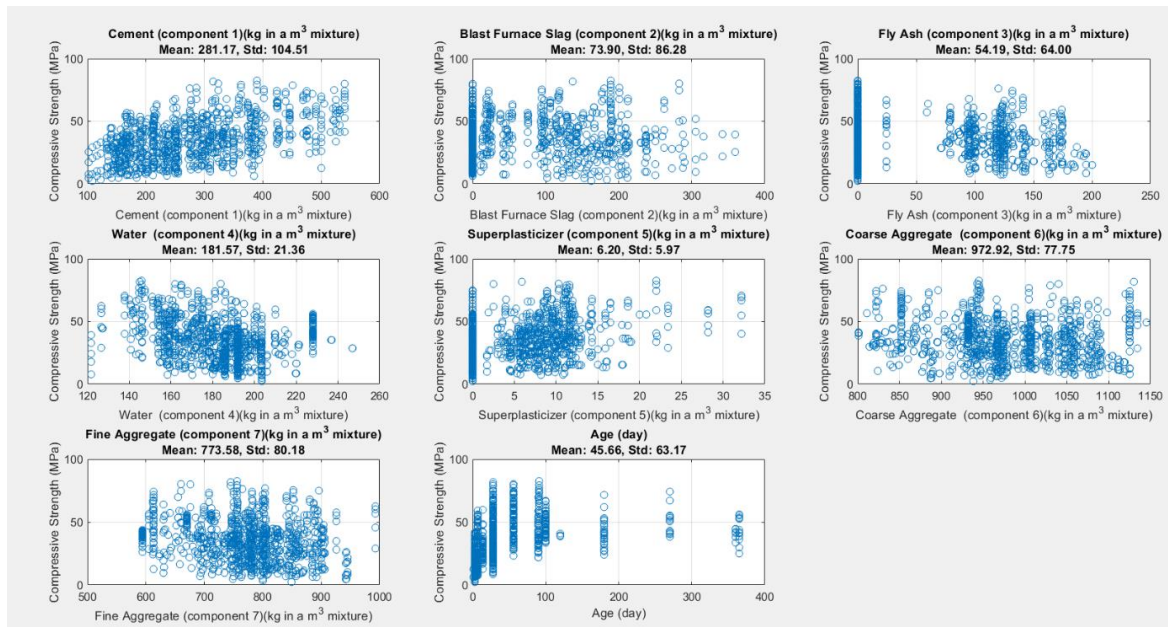 Cement (component 1)(kg in a m³ mixture)
Mean: 281.17, Std: 104.51
100
50
0
Compressive Strength (MPa)
100 200 300 400 500 600
Cement (component 1)(kg in a m³ mixture)
Blast Furnace Slag (component 2)(kg in a m³ mixture)
Mean: 73.90, Std: 86.28
100
50
0
Compressive Strength (MPa)
0 100 200 300 400
Blast Furnace Slag (component 2)(kg in a m³ mixture)
Fly Ash (component 3)(kg in a m³ mixture)
Mean: 54.19, Std: 64.00
100
50
0
Compressive Strength (MPa)
0 50 100 150 200 250
Fly Ash (component 3)(kg in a m³ mixture)
Water (component 4)(kg in a m³ mixture)
Mean: 181.57, Std: 21.36
100
50
0
Compressive Strength (MPa)
120 140 160 180 200 220 240 260
Water (component 4)(kg in a m³ mixture)
Superplasticizer (component 5)(kg in a m³ mixture)
Mean: 6.20, Std: 5.97
100
50
0
Compressive Strength (MPa)
0 5 10 15 20 25 30 35
Superplasticizer (component 5)(kg in a m³ mixture)
Coarse Aggregate (component 6)(kg in a m³ mixture)
Mean: 972.92, Std: 77.75
100
50
0
Compressive Strength (MPa)
800 850 900 950 1000 1050 1100 1150
Coarse Aggregate (component 6)(kg in a m³ mixture)
Fine Aggregate (component 7)(kg in a m³ mixture)
Mean: 773.58, Std: 80.18
100
50
0
Compressive Strength (MPa)
500 600 700 800 900 1000
Fine Aggregate (component 7)(kg in a m³ mixture)
Age (day)
Mean: 45.66, Std: 63.17
100
50
0
Compressive Strength (MPa)
0 100 200 300 400
Age (day)